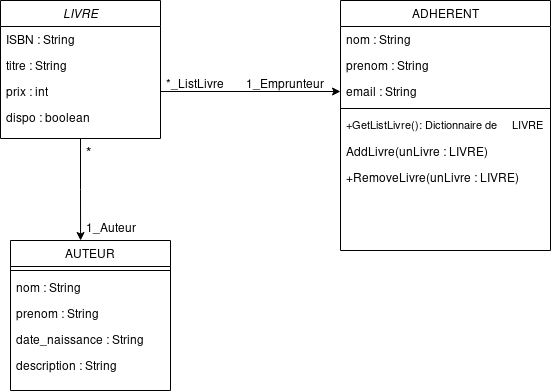 LIVRE
ISBN : String
titre : String
prix : int
dispo : boolean
*_ListLivre 1_Emprunteur
ADHERENT
nom : String
prenom : String
email : String
+GetListLivre(): Dictionnaire de LIVRE
AddLivre(unLivre : LIVRE)
+RemoveLivre(unLivre : LIVRE)
*
1_Auteur
AUTEUR
nom : String
prenom : String
date_naissance : String
description : String